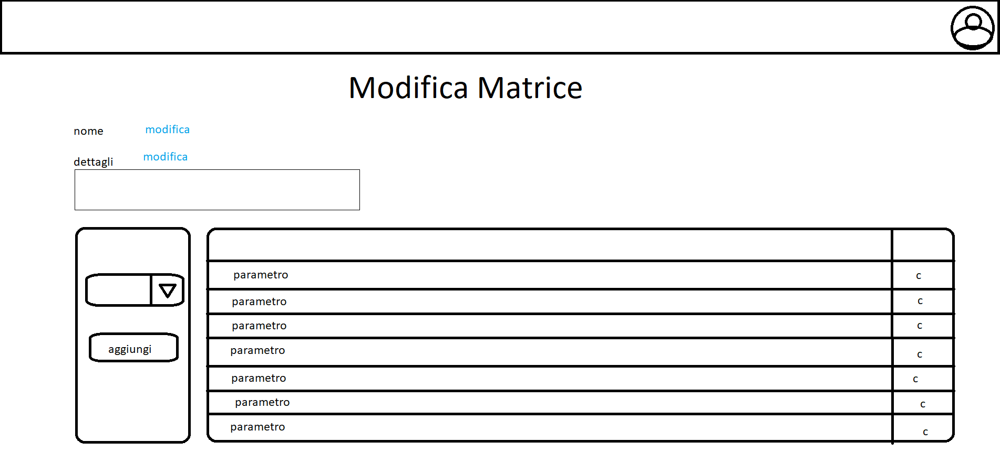 Modifica Matrice
nome modifica
dettagli modifica
aggiungi
parametro c
parametro c
parametro c
parametro c
parametro c
parametro c
parametro c